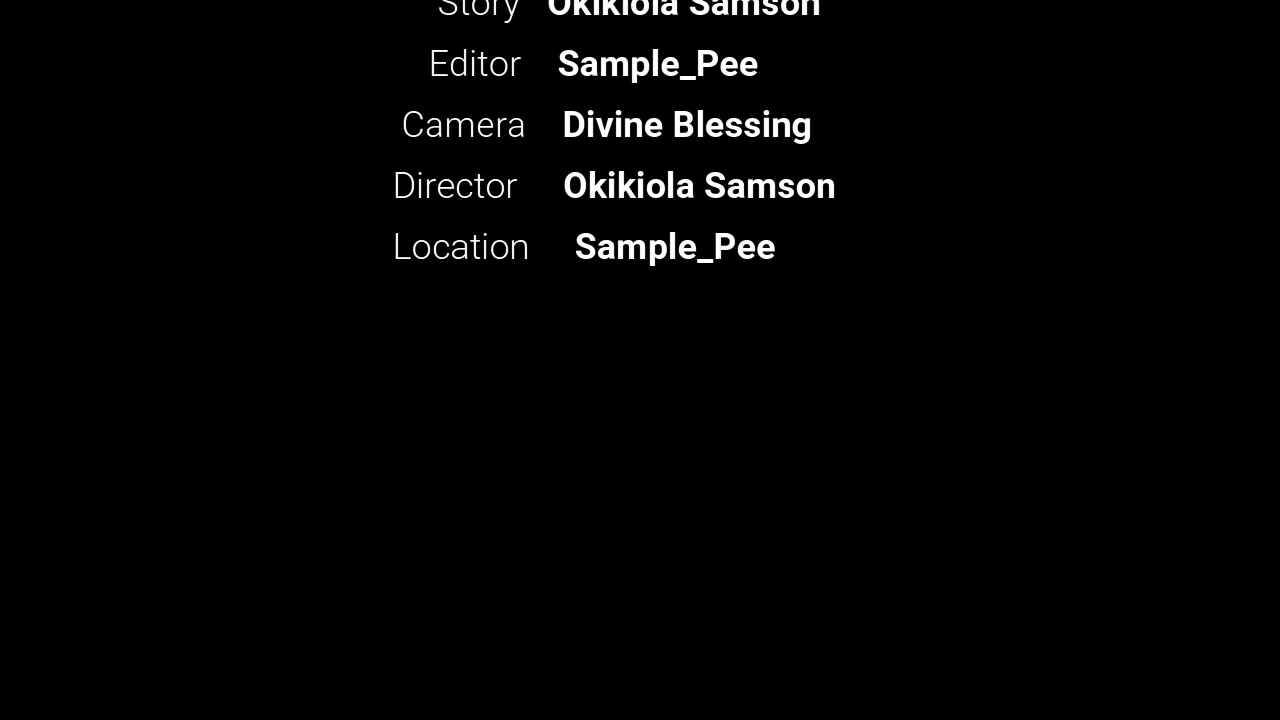 Story Okikiola Samson
Editor Sample_Pee
Camera Divine Blessing
Director Okikiola Samson
Location Sample_Pee